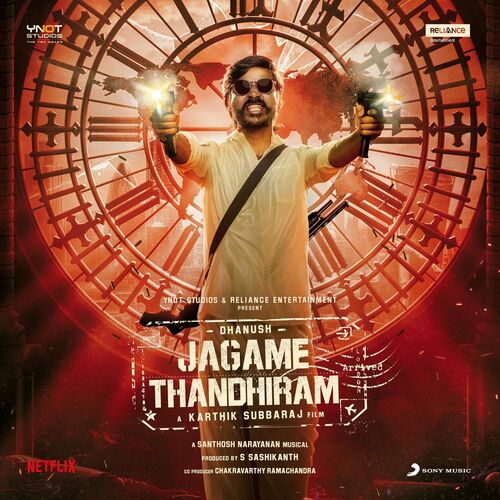 YNOT
STUDIOS
RELIANCE
Entertainment
YNOT STUDIOS & RELIANCE ENTERTAINMENT
PRESENT
DHANUSH
JAGAME
THANDHIRAM
LONDON
Arrived
A KARTHIK SUBBARAJ FILM
A SANTHOSH NARAYANAN MUSICAL
PRODUCED BY S SASHIKANTH
CO PRODUCER CHAKRAVARTHY RAMACHANDRA
NETFLIX
SONY MUSIC